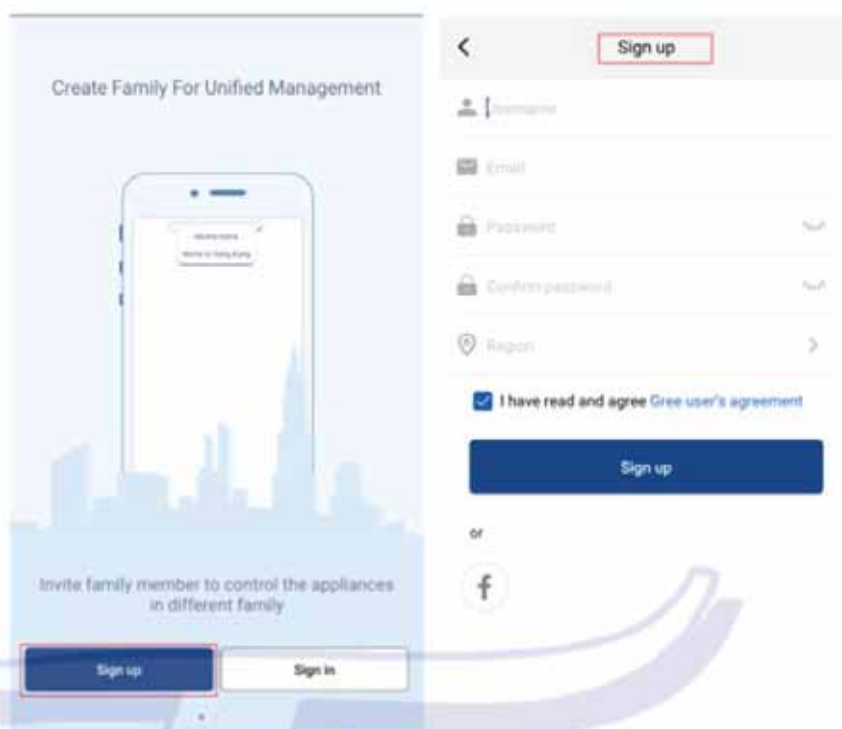 Create Family For Unified Management
Invite family member to control the appliances
in different family
Sign up
Sign in
Sign up
Username
Email
Password
Confirm password
Region
I have read and agree Gree user's agreement
Sign up
or